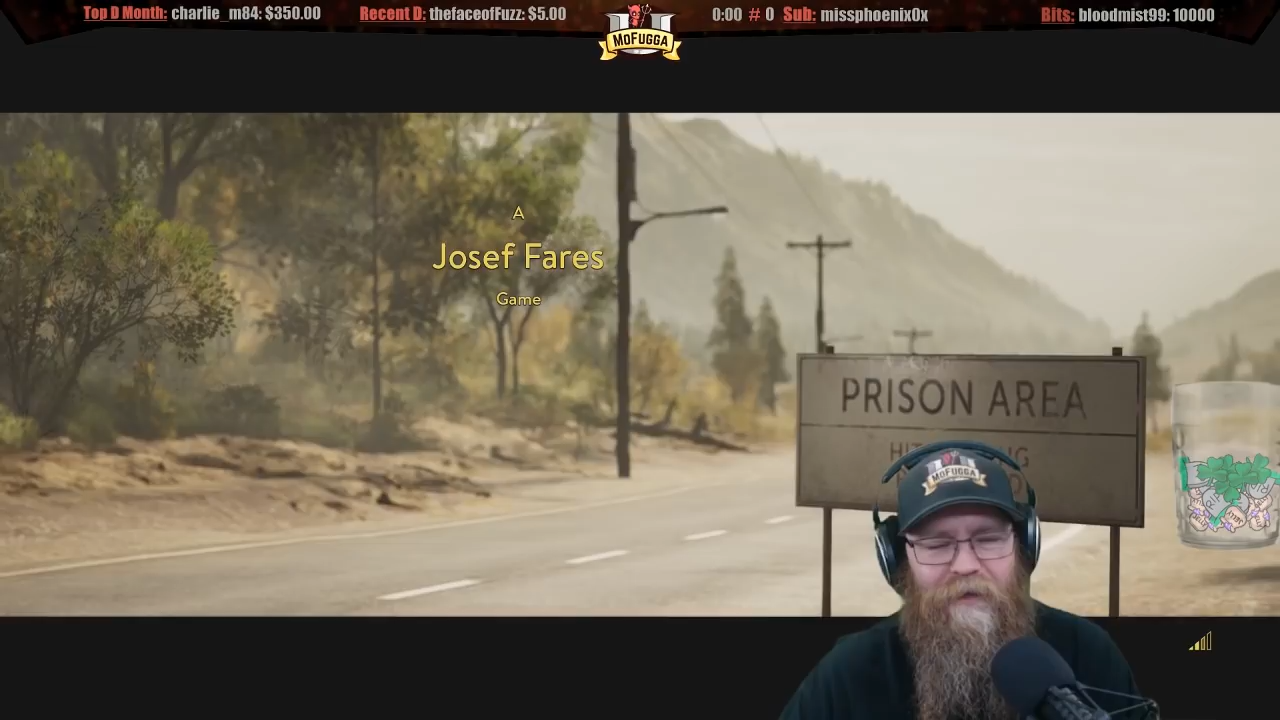 Top D Month: charlie_m84: $350.00
Recent D: thefaceofFuzz: $5.00
MOFUGGA
0:00 # 0 Sub: missphoenix0x
Bits: bloodmist99: 10000
A
Josef Fares
Game
PRISON AREA
MOFUGGA